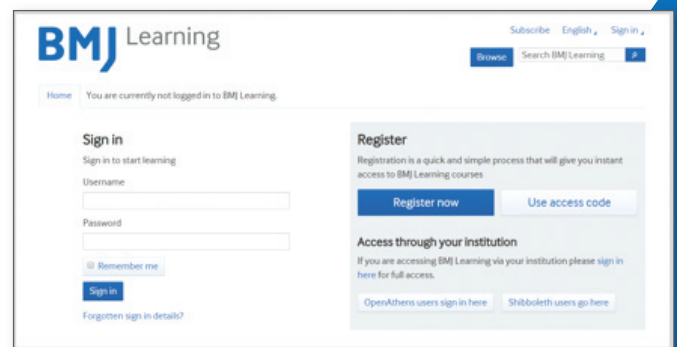 BMJ Learning
Subscribe English Sign in
Browse Search BMJ Learning
Home You are currently not logged in to BMJ Learning.
Sign in
Sign in to start learning
Username
Password
Remember me
Sign in
Forgotten sign in details?
Register
Registration is a quick and simple process that will give you instant
access to BMJ Learning courses
Register now Use access code
Access through your institution
If you are accessing BMJ Learning via your institution please sign in
here for full access.
OpenAthens users sign in here Shibboleth users go here